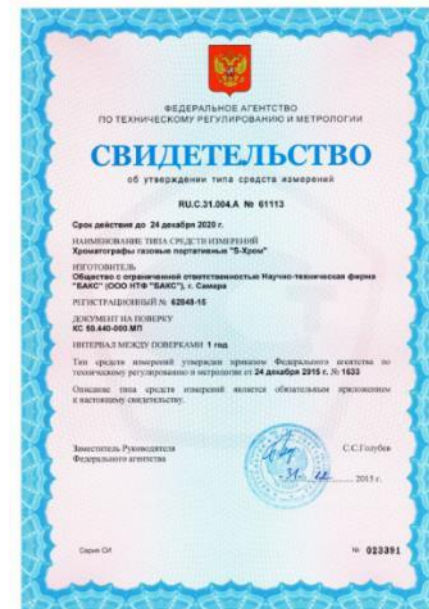 ФЕДЕРАЛЬНОЕ АГЕНТСТВО
ПО ТЕХНИЧЕСКОМУ РЕГУЛИРОВАНИЮ И МЕТРОЛОГИИ
СВИДЕТЕЛЬСТВО
об утверждении типа средств измерений
RU.C.31.004.A № 61113
Срок действия до 24 декабря 2020 г.
НАИМЕНОВАНИЕ ТИПА СРЕДСТВ ИЗМЕРЕНИЙ
Хроматографы газовые портативные "S-Хром"
ИЗГОТОВИТЕЛЬ
Общество с ограниченной ответственностью Научно-техническая фирма
"БАКС" (ООО НТФ "БАКС"), г. Самара
РЕГИСТРАЦИОННЫЙ № 62848-15
ДОКУМЕНТ НА ПОВЕРКУ
КС 50.440-000.МП
ИНТЕРВАЛ МЕЖДУ ПОВЕРКАМИ 1 год
Тип средств измерений утвержден приказом Федерального агентства по
техническому регулированию и метрологии от 24 декабря 2015 г. № 1633
Описание типа средств измерений является обязательным приложением
к настоящему свидетельству.
Заместитель Руководителя С.С.Голубев
Федерального агентства
31 12 2015 г.
Серия СИ № 023391